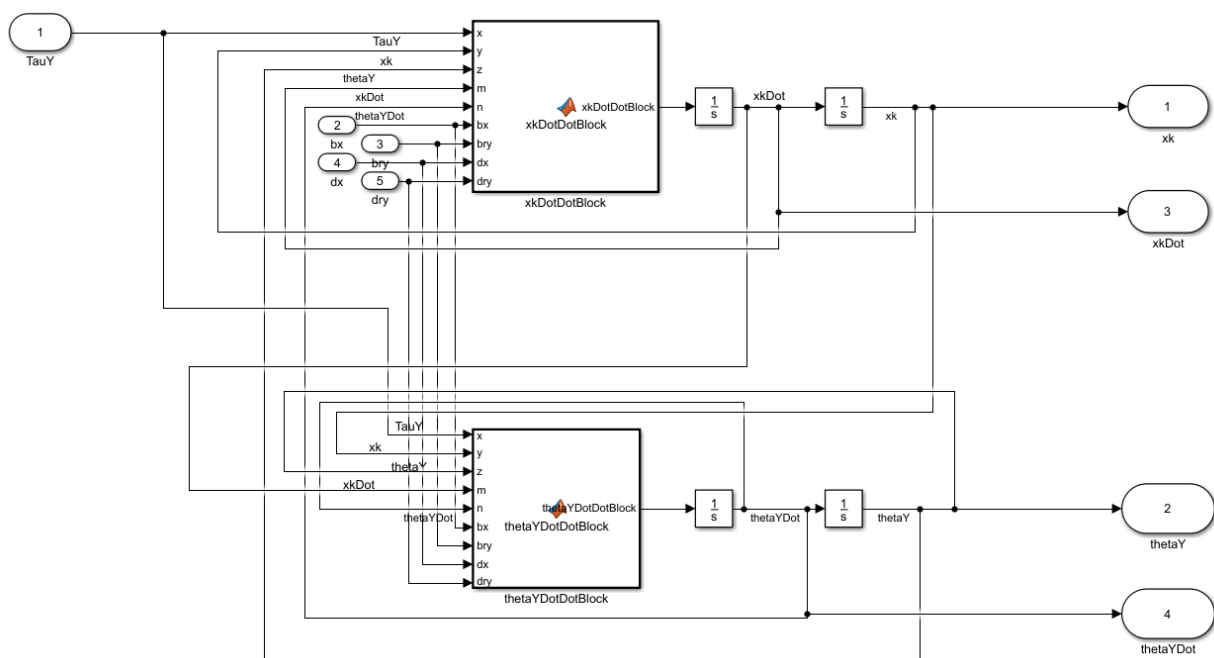 1
TauY
x
TauY
y
xk
z
thetaY
m
xkDot
n
thetaYDot
2
bx
bx
3
bry
bry
4
dx
dx
5
dry
dry
xkDotDotBlock
xkDotDotBlock
xkDotDotBlock
1
s
xkDot
1
s
xk
1
xk
3
xkDot
TauY
x
xk
y
thetaY
z
xkDot
m
thetaYDot
n
bx
bry
dx
dry
thetaYDotDotBlock
thetaYDotDotBlock
thetaYDotDotBlock
1
s
thetaYDot
1
s
thetaY
2
thetaY
4
thetaYDot